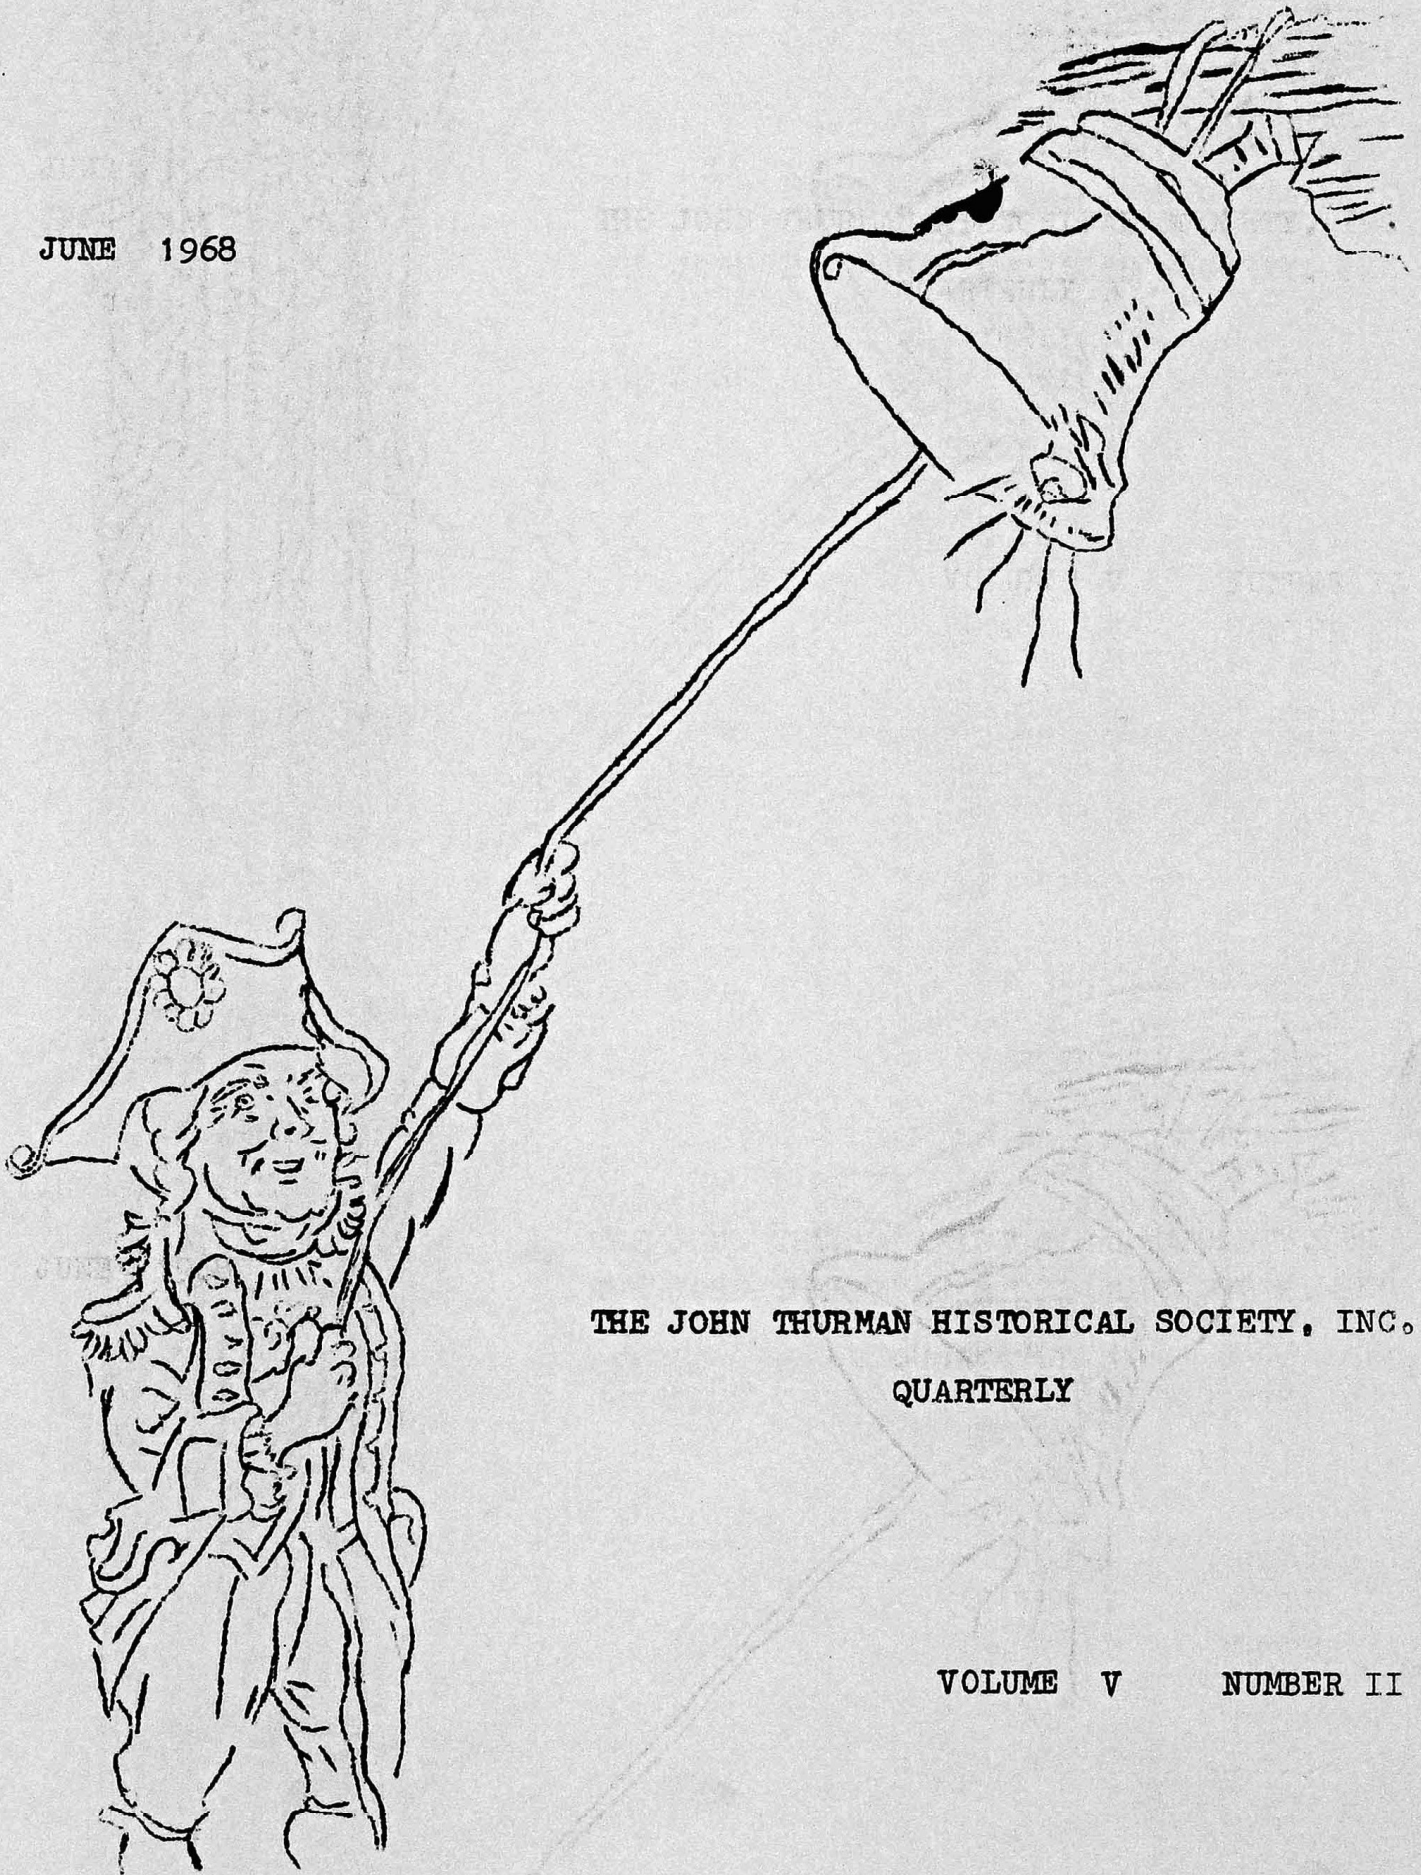 JUNE 1968
THE JOHN THURMAN HISTORICAL SOCIETY, INC.
QUARTERLY
VOLUME V NUMBER II